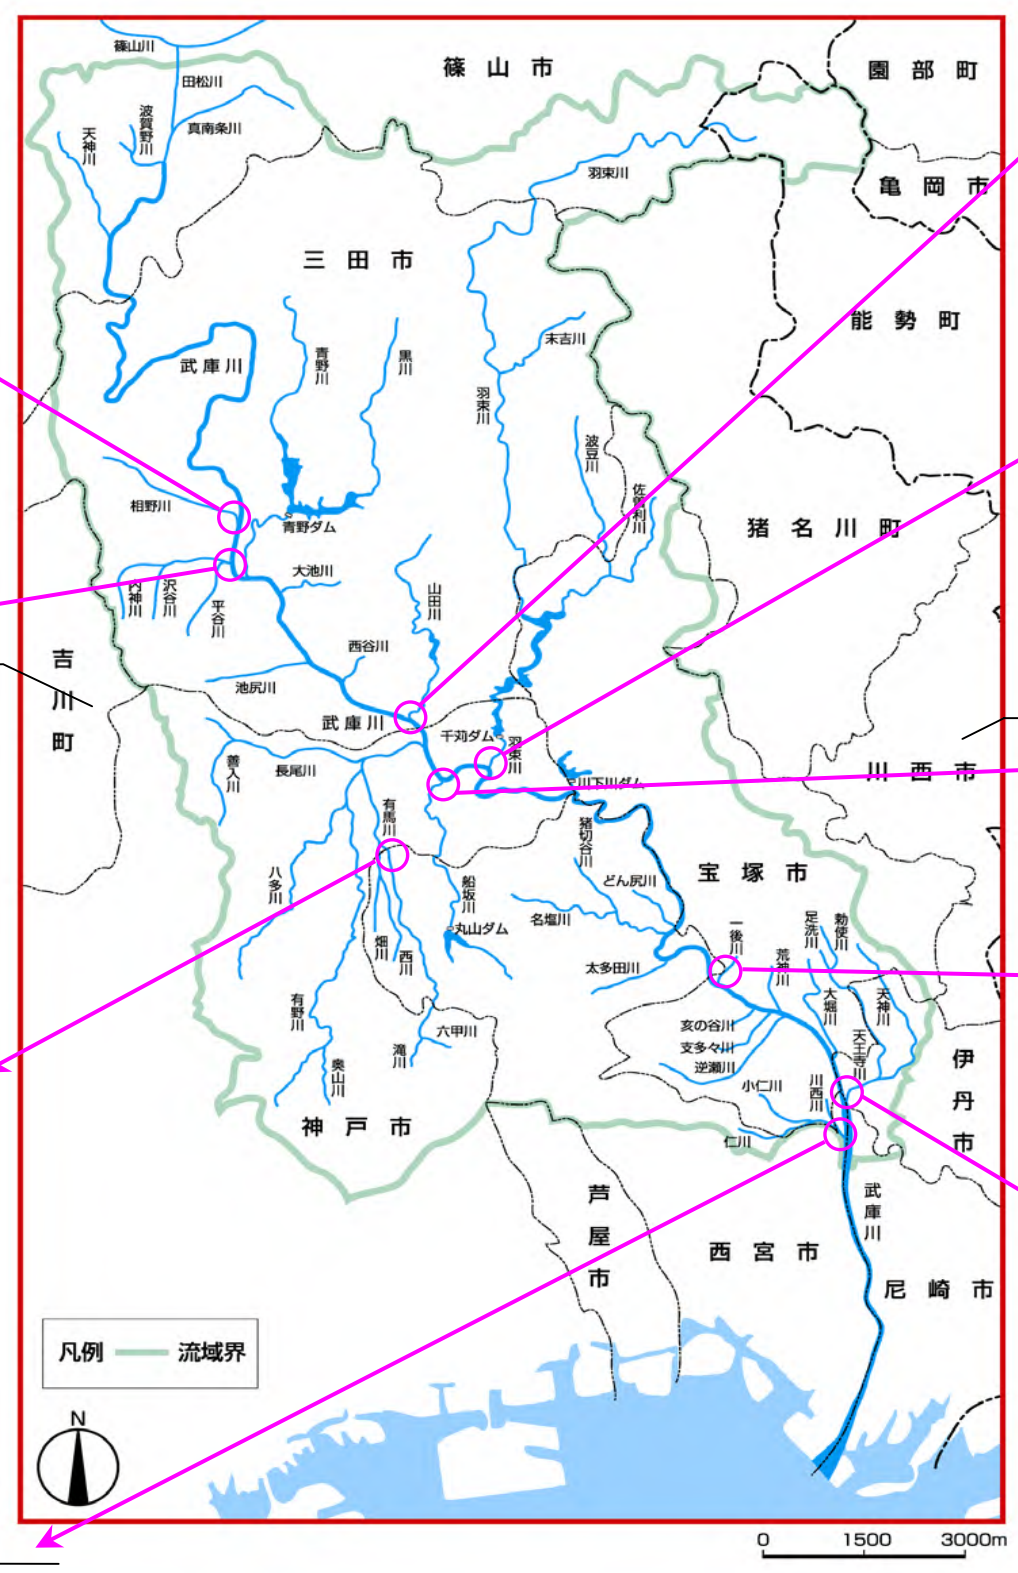 篠山川
田松川
篠山市
園部町
波賀野川
真南条川
天神川
羽束川
亀岡市
三田市
能勢町
末吉川
武庫川
青野川
黒川
羽束川
波豆川
佐曽利川
相野川
青野ダム
猪名川町
大池川
内神川
沢谷川
平谷川
山田川
西谷川
吉川町
池尻川
武庫川
千苅ダム
羽束川
善入川
長尾川
川下川ダム
川西市
有馬川
猪切谷川
宝塚市
八多川
船坂川
どん尻川
名塩川
丸山ダム
一後川
足洗川
勅使川
畑川
西川
太多田川
荒神川
有野川
大堀川
天神川
六甲川
亥の谷川
滝川
支多々川
天王寺川
逆瀬川
伊丹市
奥山川
小仁川
川西川
神戸市
仁川
芦屋市
武庫川
西宮市
尼崎市
凡例
流域界
N
0 1500 3000m